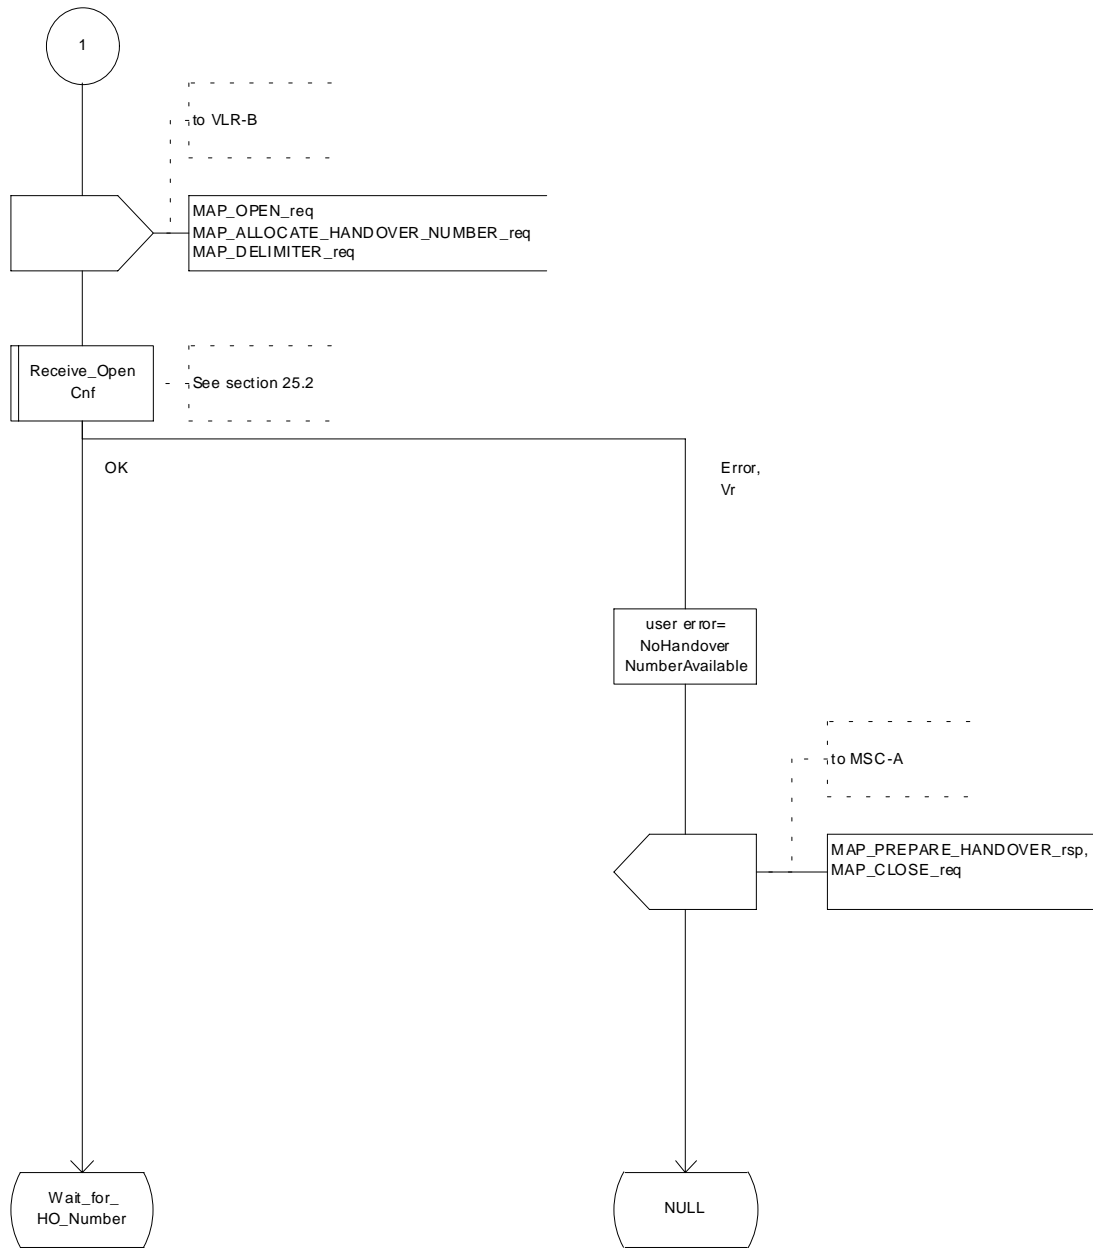 1
to VLR-B
MAP_OPEN_req
MAP_ALLOCATE_HANDOVER_NUMBER_req
MAP_DELIMITER_req
Receive_Open
Cnf
See section 25.2
OK
Error,
Vr
user error=
NoHandover
NumberAvailable
to MSC-A
MAP_PREPARE_HANDOVER_rsp,
MAP_CLOSE_req
Wait_for_
HO_Number
NULL